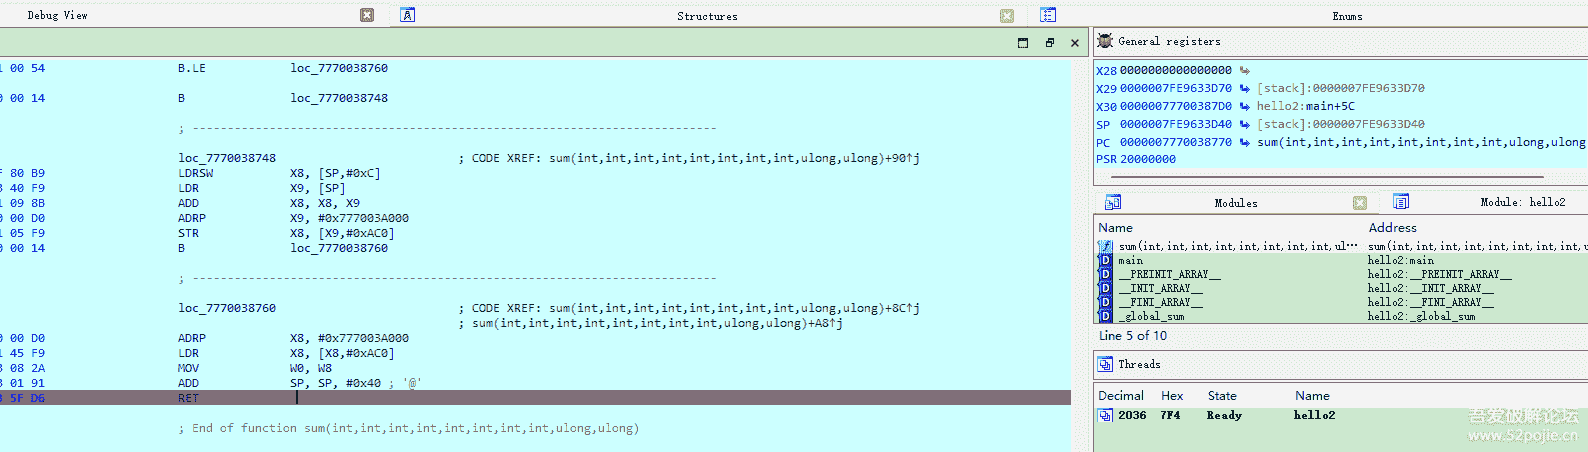 Debug View
Structures
Enums
1 00 54 B.LE loc_7770038760
0 00 14 B loc_7770038748
; ---------------------------------------------------------------------------
loc_7770038748 ; CODE XREF: sum(int,int,int,int,int,int,int,int,ulong,ulong)+90↑j
F 80 B9 LDRSW X8, [SP,#0xC]
3 40 F9 LDR X9, [SP]
1 09 8B ADD X8, X8, X9
0 00 D0 ADRP X9, #0x777003A000
1 05 F9 STR X8, [X9,#0xAC0]
0 00 14 B loc_7770038760
; ---------------------------------------------------------------------------
loc_7770038760 ; CODE XREF: sum(int,int,int,int,int,int,int,int,ulong,ulong)+8C↑j
; sum(int,int,int,int,int,int,int,int,ulong,ulong)+A8↑j
0 00 D0 ADRP X8, #0x777003A000
1 45 F9 LDR X8, [X8,#0xAC0]
3 08 2A MOV W0, W8
3 01 91 ADD SP, SP, #0x40 ; '@'
5F D6 RET
; End of function sum(int,int,int,int,int,int,int,int,ulong,ulong)
General registers
X28 0000000000000000
X29 0000007FE9633D70 [stack]:0000007FE9633D70
X30 00000077700387D0 hello2:main+5C
SP 0000007FE9633D40 [stack]:0000007FE9633D40
PC 0000007770038770 sum(int,int,int,int,int,int,int,int,ulong,ulong
PSR 20000000
Modules
Module: hello2
Name Address
sum(int,int,int,int,int,int,int,int,ul… sum(int,int,int,int,int,int,int,int,u
main hello2:main
__PREINIT_ARRAY__ hello2:__PREINIT_ARRAY__
__INIT_ARRAY__ hello2:__INIT_ARRAY__
__FINI_ARRAY__ hello2:__FINI_ARRAY__
_global_sum hello2:_global_sum
Line 5 of 10
Threads
Decimal Hex State Name
2036 7F4 Ready hello2
吾爱破解论坛
www.52pojie.cn